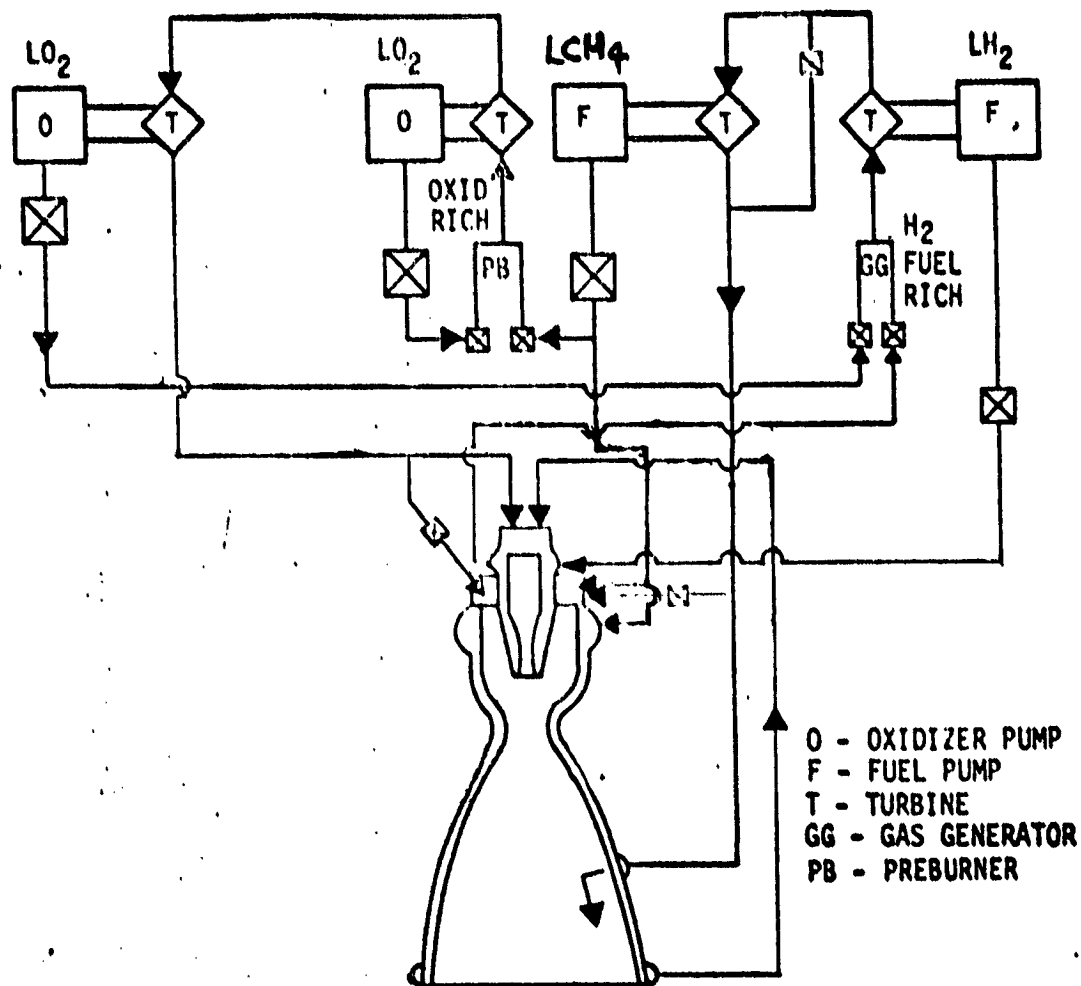 LO2
LO2
LCH4
LH2
O
T
O
T
F
T
T
F
OXID
RICH
PB
GG
H2
FUEL
RICH
O - OXIDIZER PUMP
F - FUEL PUMP
T - TURBINE
GG - GAS GENERATOR
PB - PREBURNER